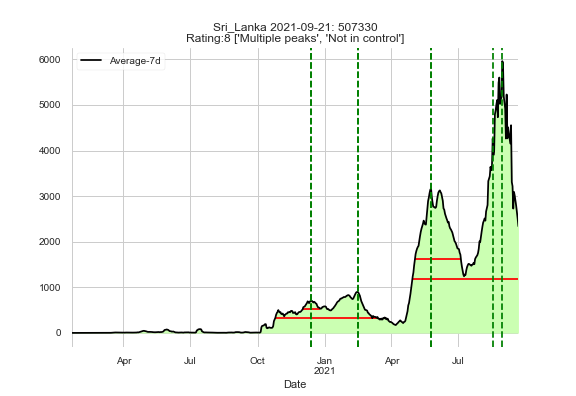 Sri_Lanka 2021-09-21: 507330
Rating:8 ['Multiple peaks', 'Not in control']
Average-7d
6000
5000
4000
3000
2000
1000
0
Apr Jul Oct Jan Apr Jul
2021
Date